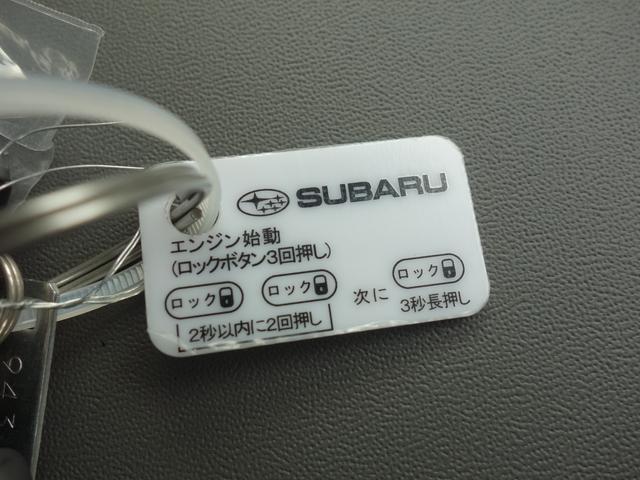 SUBARU
エンジン始動
(ロックボタン3回押し)
ロック ロック 次に ロック
2秒以内に2回押し 3秒長押し
943